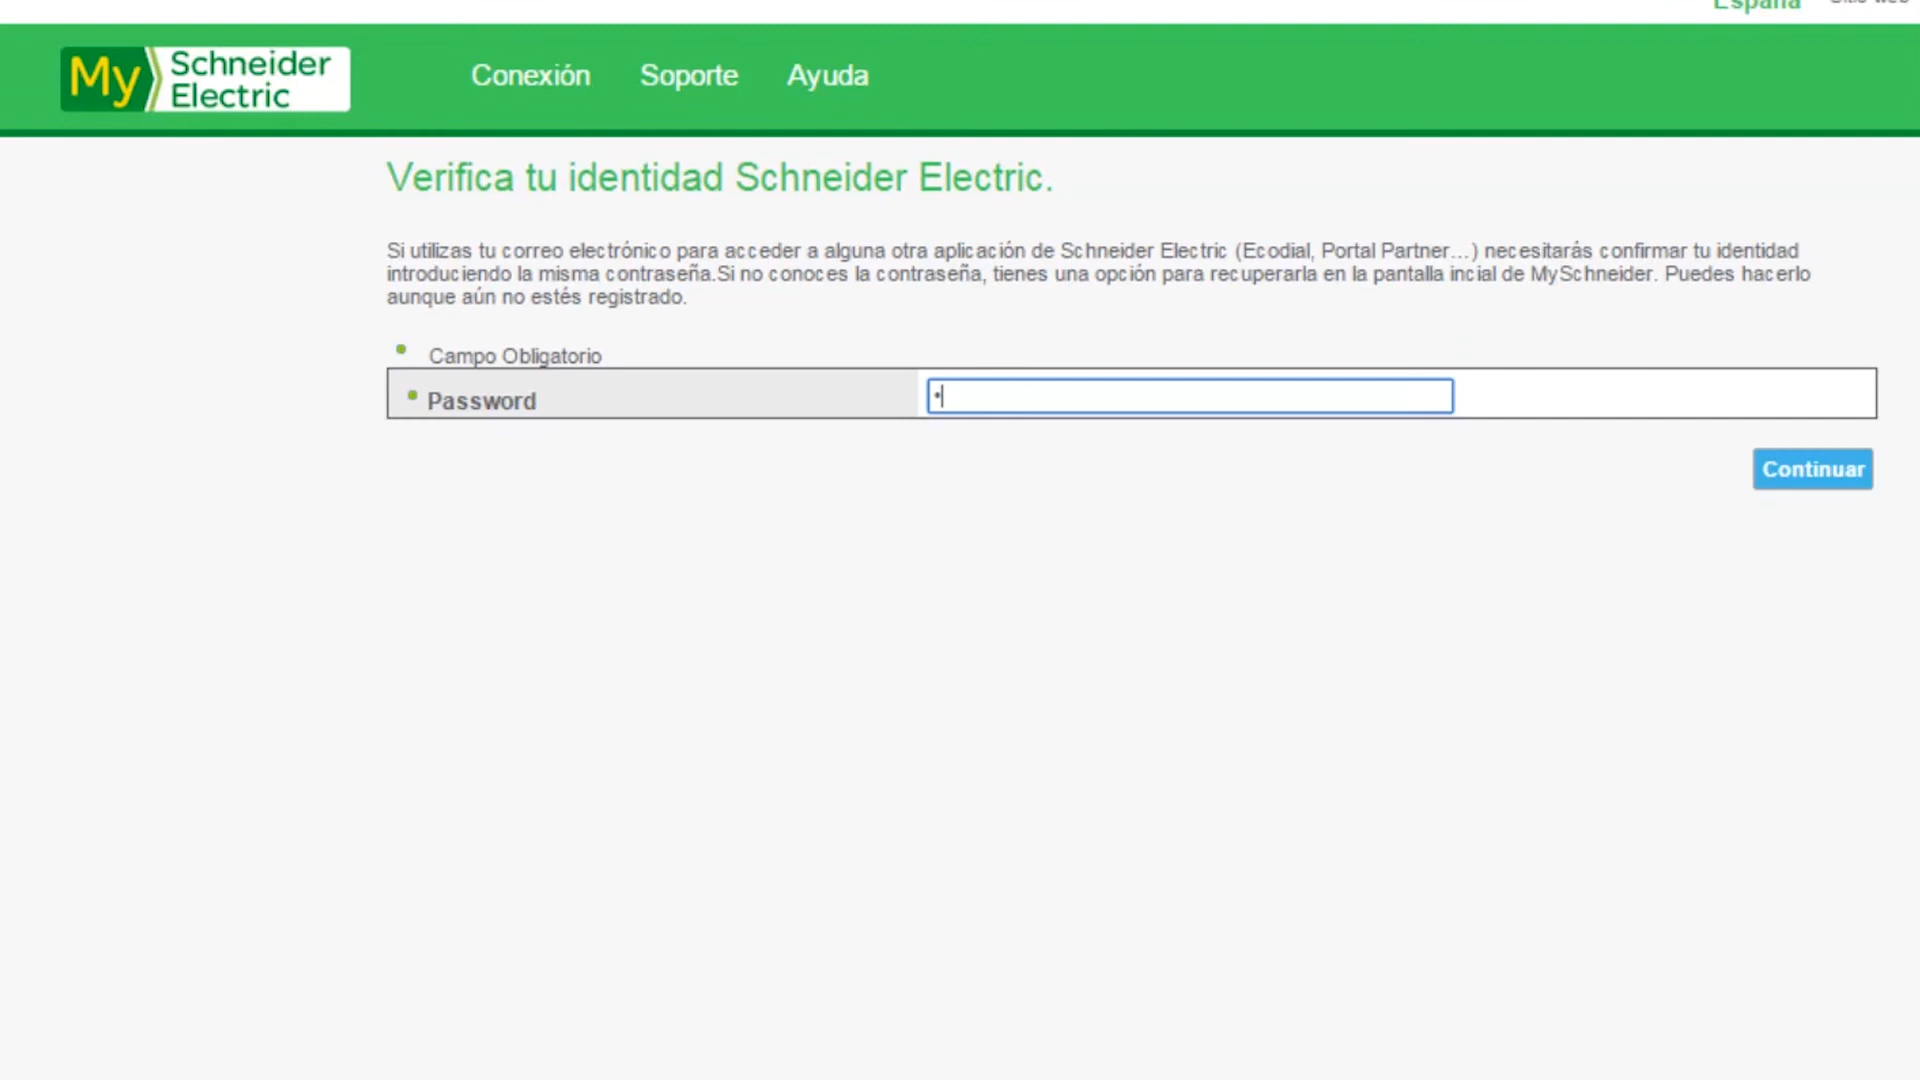 España Sitio web
My Schneider
Electric
Conexión Soporte Ayuda
Verifica tu identidad Schneider Electric.
Si utilizas tu correo electrónico para acceder a alguna otra aplicación de Schneider Electric (Ecodial, Portal Partner...) necesitarás confirmar tu identidad
introduciendo la misma contraseña.Si no conoces la contraseña, tienes una opción para recuperarla en la pantalla incial de MySchneider. Puedes hacerlo
aunque aún no estés registrado.
Campo Obligatorio
Password
Continuar